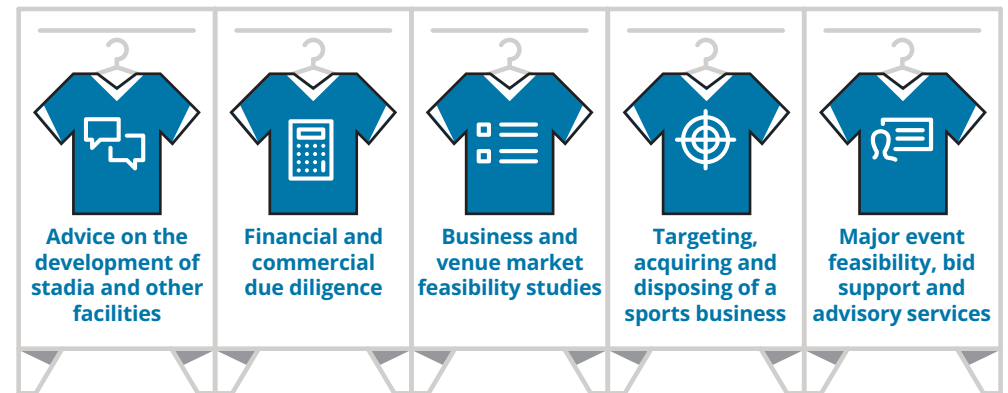 Advice on the
development of
stadia and other
facilities
Financial and
commercial
due diligence
Business and
venue market
feasibility studies
Targeting,
acquiring and
disposing of a
sports business
Major event
feasibility, bid
support and
advisory services